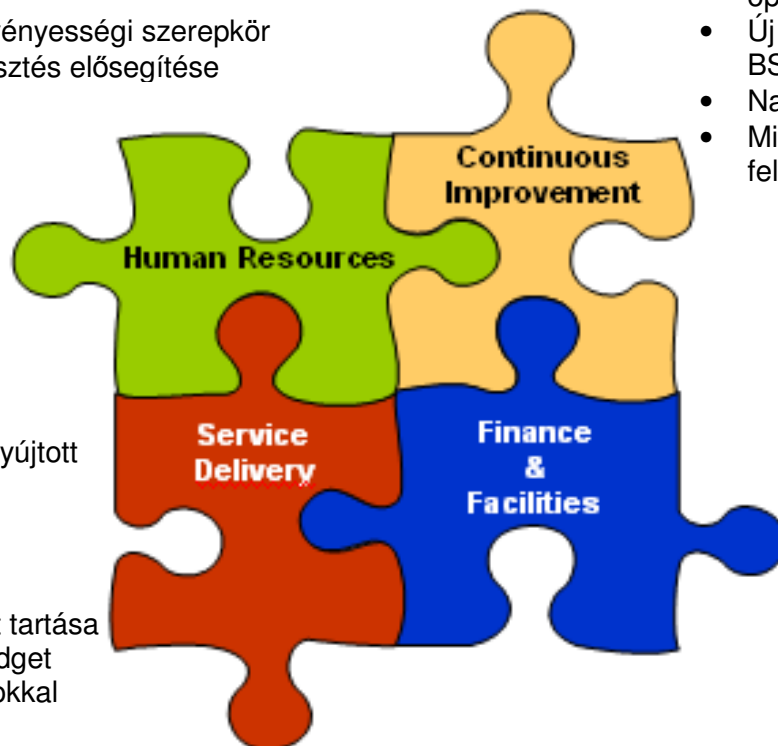 ényességi szerepkör
sztés elősegítése
Új
BS
Na
Mi
fel
Continuous
Improvement
Human Resources
Service
Delivery
Finance
&
Facilities
yújtott
t tartása
dget
okkal